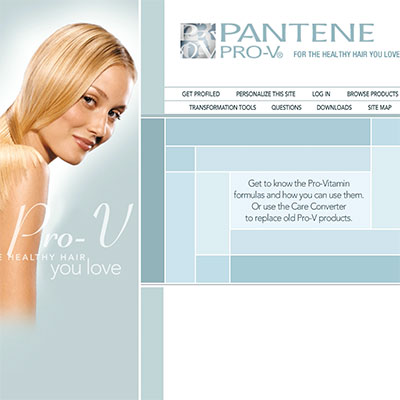 PANTENE
PRO-V®
FOR THE HEALTHY HAIR YOU LOVE
GET PROFILED PERSONALIZE THIS SITE LOG IN BROWSE PRODUCTS
TRANSFORMATION TOOLS QUESTIONS DOWNLOADS SITE MAP
Get to know the Pro-Vitamin
formulas and how you can use them.
Or use the Care Converter
to replace old Pro-V products.
Pro-V
E HEALTHY HAIR
you love